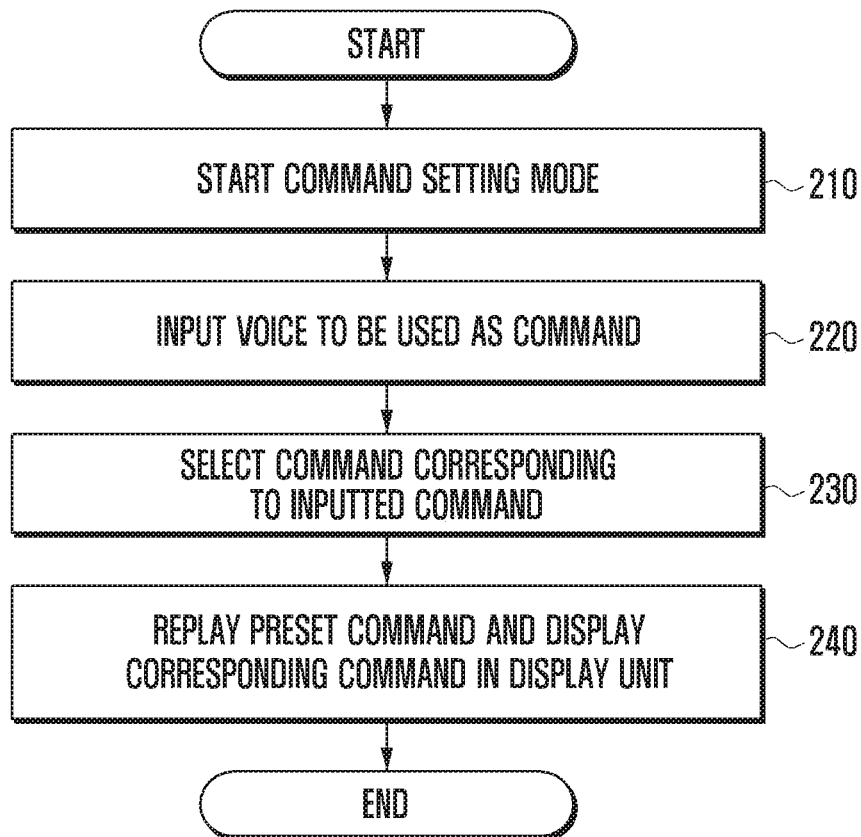 START
START COMMAND SETTING MODE
210
INPUT VOICE TO BE USED AS COMMAND
220
SELECT COMMAND CORRESPONDING
TO INPUTTED COMMAND
230
REPLAY PRESET COMMAND AND DISPLAY
CORRESPONDING COMMAND IN DISPLAY UNIT
240
END